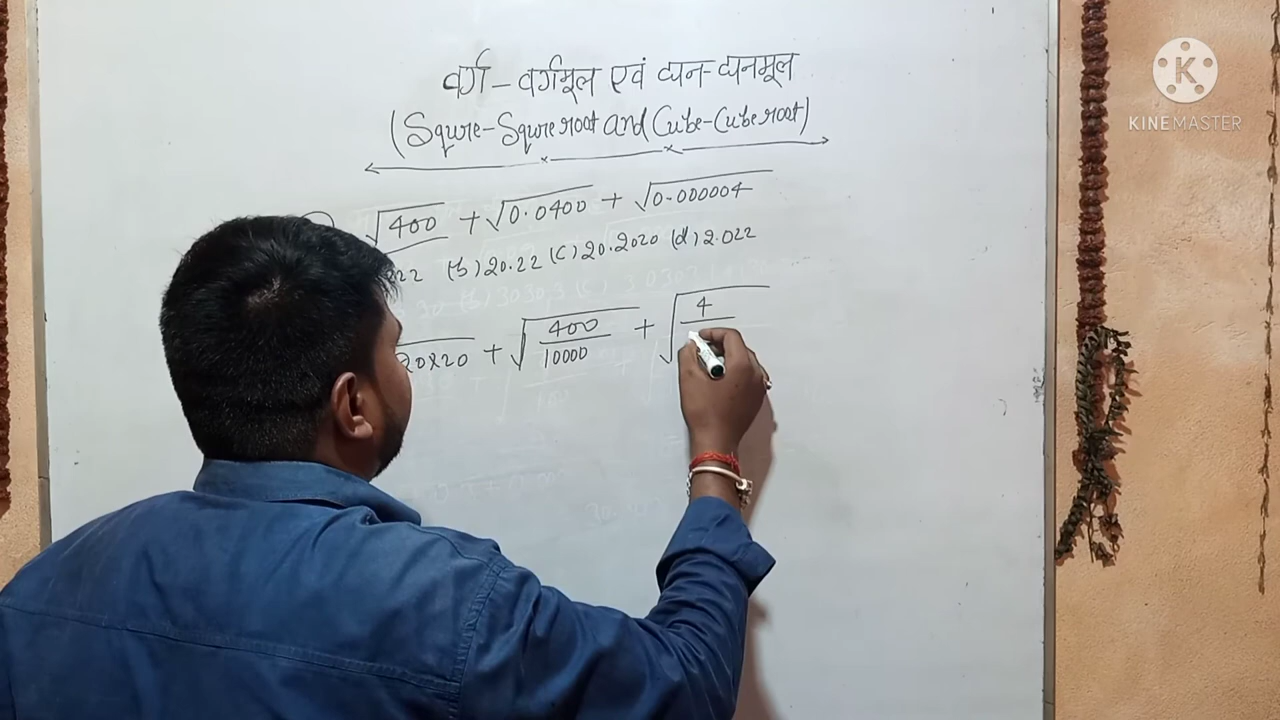 वर्ग - वर्गमूल एवं घन-घनमूल
(Squre-Squre root and Cube-Cube root)
√400 + √0.0400 + √0.000004
22 (b) 20.22 (c) 20.2020 (d) 2.022
20×20 + √400/10000 + √4
K
KINEMASTER